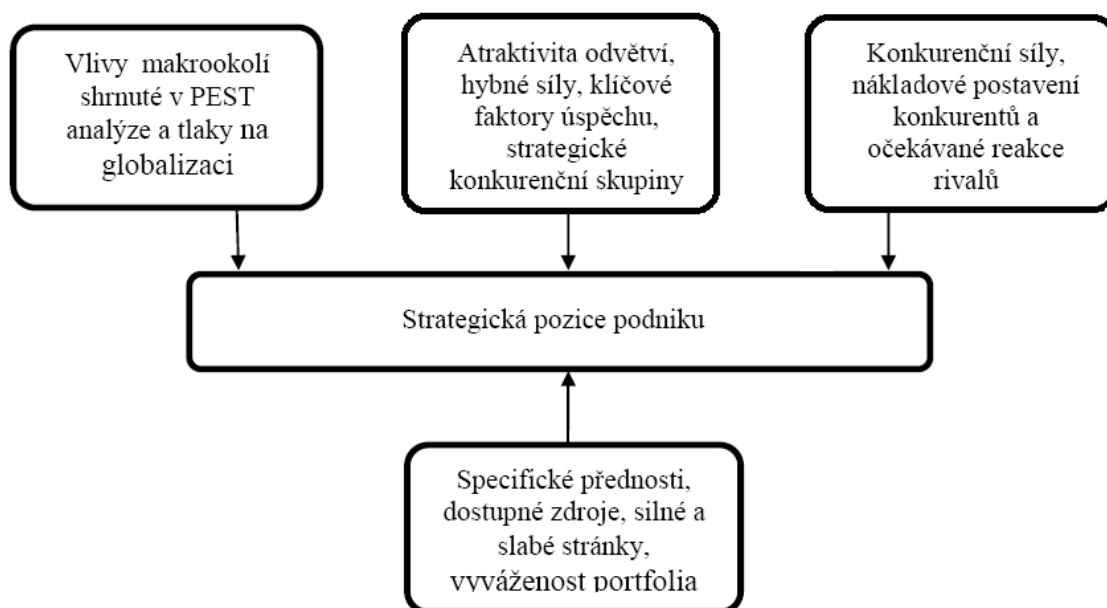 Vlivy makrookolí
shrnuté v PEST
analýze a tlaky na
globalizaci
Atraktivita odvětví,
hybné síly, klíčové
faktory úspěchu,
strategické
konkurenční skupiny
Konkurenční síly,
nákladové postavení
konkurentů a
očekávané reakce
rivalů
Strategická pozice podniku
Specifické přednosti,
dostupné zdroje, silné a
slabé stránky,
vyváženost portfolia